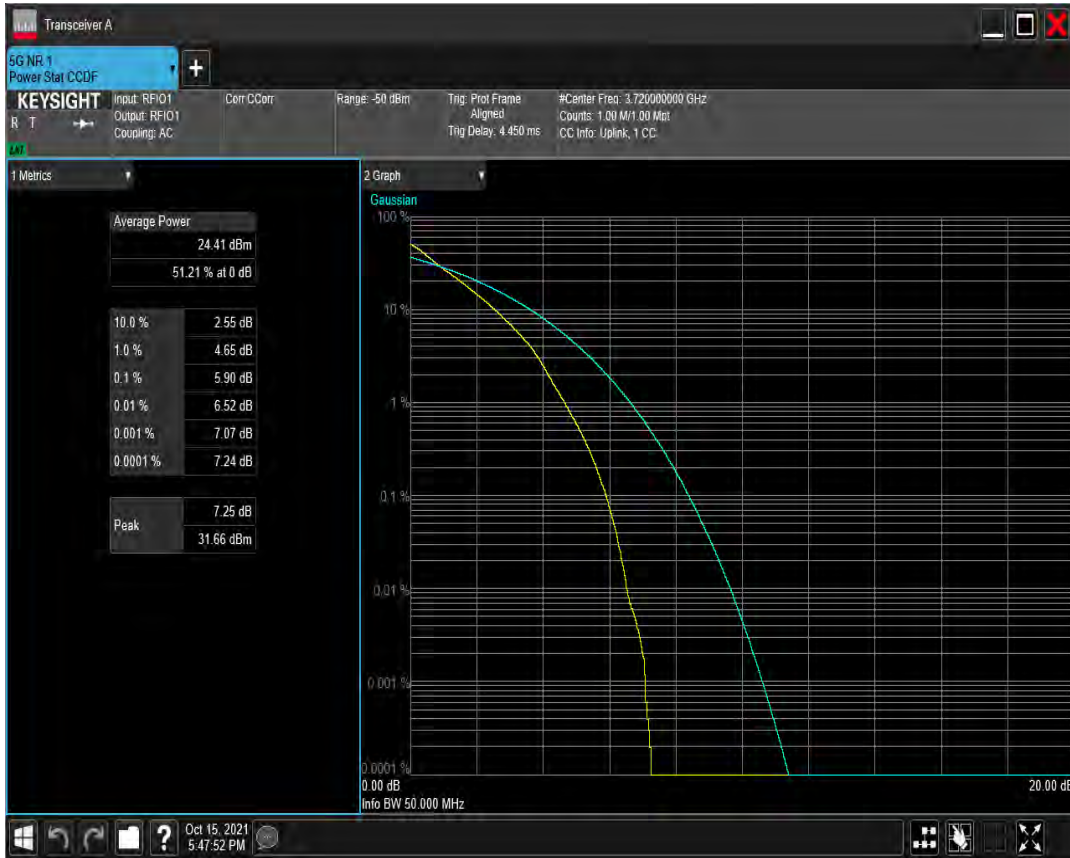 Transceiver A
5G NR 1
Power Stat CCDF
+
KEYSIGHT
R T
LXI
Input: RFIO1
Output: RFIO1
Coupling: AC
Corr CCorr
Range: -50 dBm
Trig: Prot Frame
Aligned
Trig Delay: 4.450 ms
#Center Freq: 3.720000000 GHz
Counts: 1.00 M/1.00 Mpt
CC Info: Uplink, 1 CC
1 Metrics
Average Power
24.41 dBm
51.21 % at 0 dB
10.0 % 2.55 dB
1.0 % 4.65 dB
0.1 % 5.90 dB
0.01 % 6.52 dB
0.001 % 7.07 dB
0.0001 % 7.24 dB
Peak
7.25 dB
31.66 dBm
2 Graph
Gaussian
100 %
10 %
1 %
0.1 %
0.01 %
0.001 %
0.0001 %
0.00 dB
20.00 dB
Info BW 50.000 MHz
?
Oct 15, 2021
5:47:52 PM